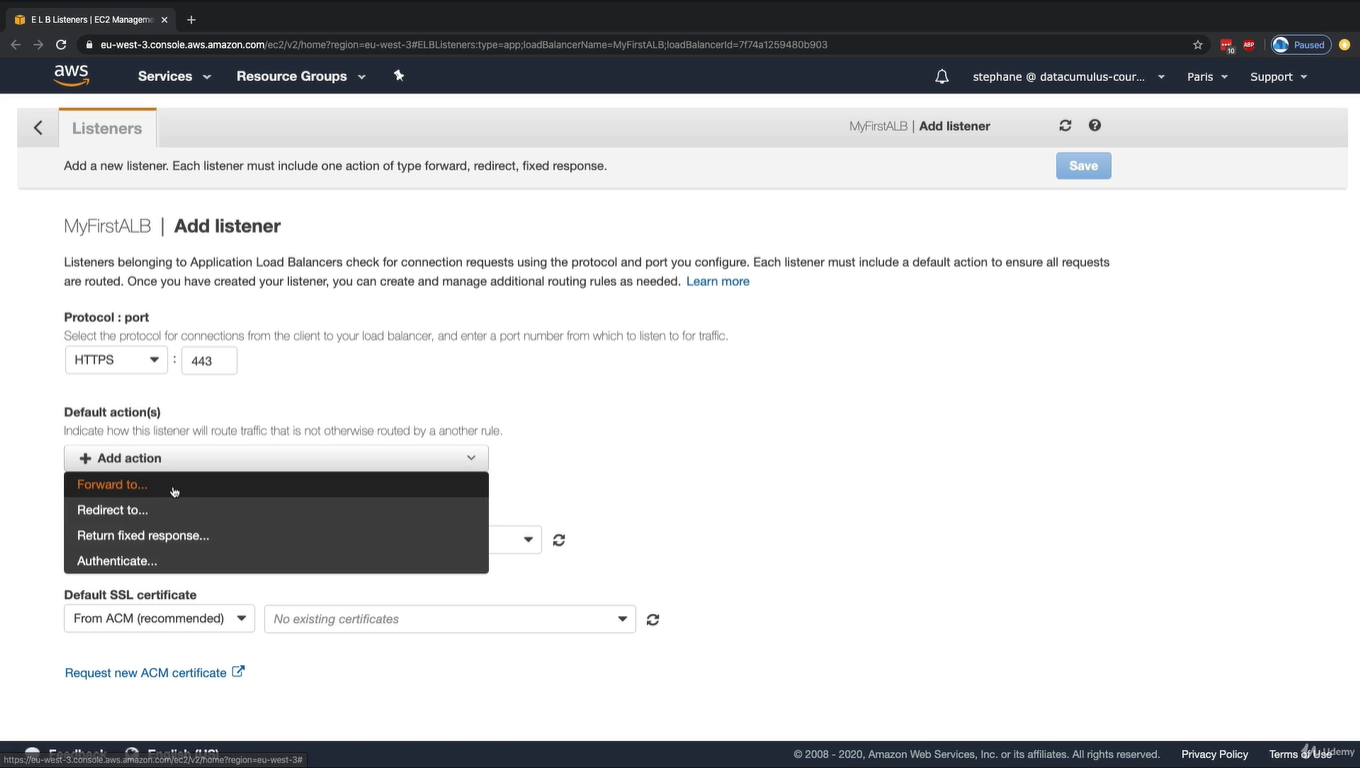 E L B Listeners | EC2 Manageme
eu-west-3.console.aws.amazon.com/ec2/v2/home?region=eu-west-3#ELBListeners:type=app;loadBalancerName=MyFirstALB;loadBalancerId=7f74a1259480b903
10
ABP
Paused
aws
Services
Resource Groups
stephane @ datacumulus-cour...
Paris
Support
Listeners
MyFirstALB | Add listener
Add a new listener. Each listener must include one action of type forward, redirect, fixed response.
Save
MyFirstALB | Add listener
Listeners belonging to Application Load Balancers check for connection requests using the protocol and port you configure. Each listener must include a default action to ensure all requests
are routed. Once you have created your listener, you can create and manage additional routing rules as needed. Learn more
Protocol : port
Select the protocol for connections from the client to your load balancer, and enter a port number from which to listen to for traffic.
HTTPS : 443
Default action(s)
Indicate how this listener will route traffic that is not otherwise routed by a another rule.
Add action
Forward to...
Redirect to...
Return fixed response...
Authenticate...
Default SSL certificate
From ACM (recommended)
No existing certificates
Request new ACM certificate
Feedback
English (US)
© 2008 - 2020, Amazon Web Services, Inc. or its affiliates. All rights reserved.
Privacy Policy
Terms of Use
Udemy
https://eu-west-3.console.aws.amazon.com/ec2/v2/home?region=eu-west-3#